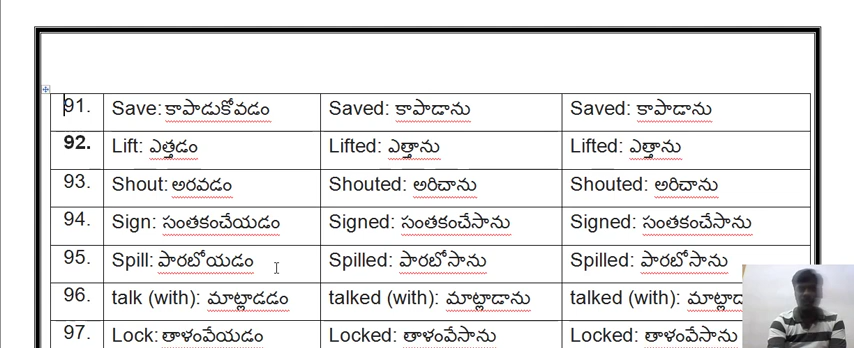 91. Save: కాపాడుకోవడం Saved: కాపాడాను Saved: కాపాడాను
92. Lift: ఎత్తడం Lifted: ఎత్తాను Lifted: ఎత్తాను
93. Shout: అరవడం Shouted: అరిచాను Shouted: అరిచాను
94. Sign: సంతకంచేయడం Signed: సంతకంచేసాను Signed: సంతకంచేసాను
95. Spill: పారబోయడం Spilled: పారబోసాను Spilled: పారబోసాను
96. talk (with): మాట్లాడడం talked (with): మాట్లాడాను talked (with):
97. Lock: తాళంవేయడం Locked: తాళంవేసాను Locked: తాళంవేసాను